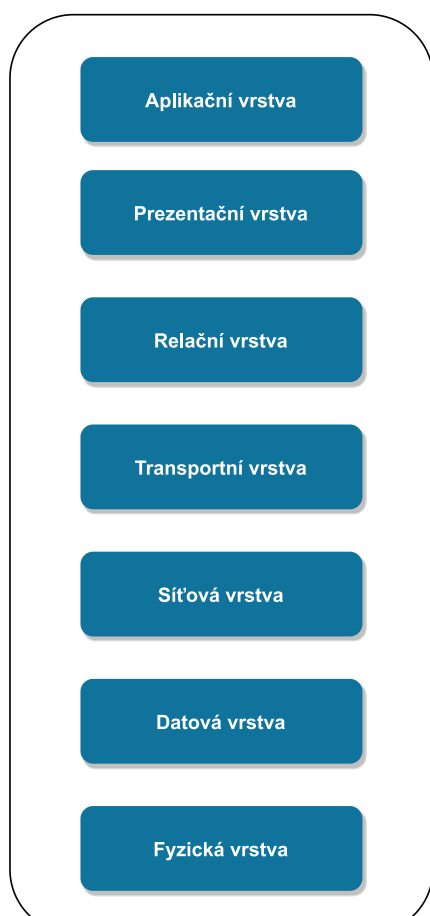 Aplikační vrstva
Prezentační vrstva
Relační vrstva
Transportní vrstva
Síťová vrstva
Datová vrstva
Fyzická vrstva